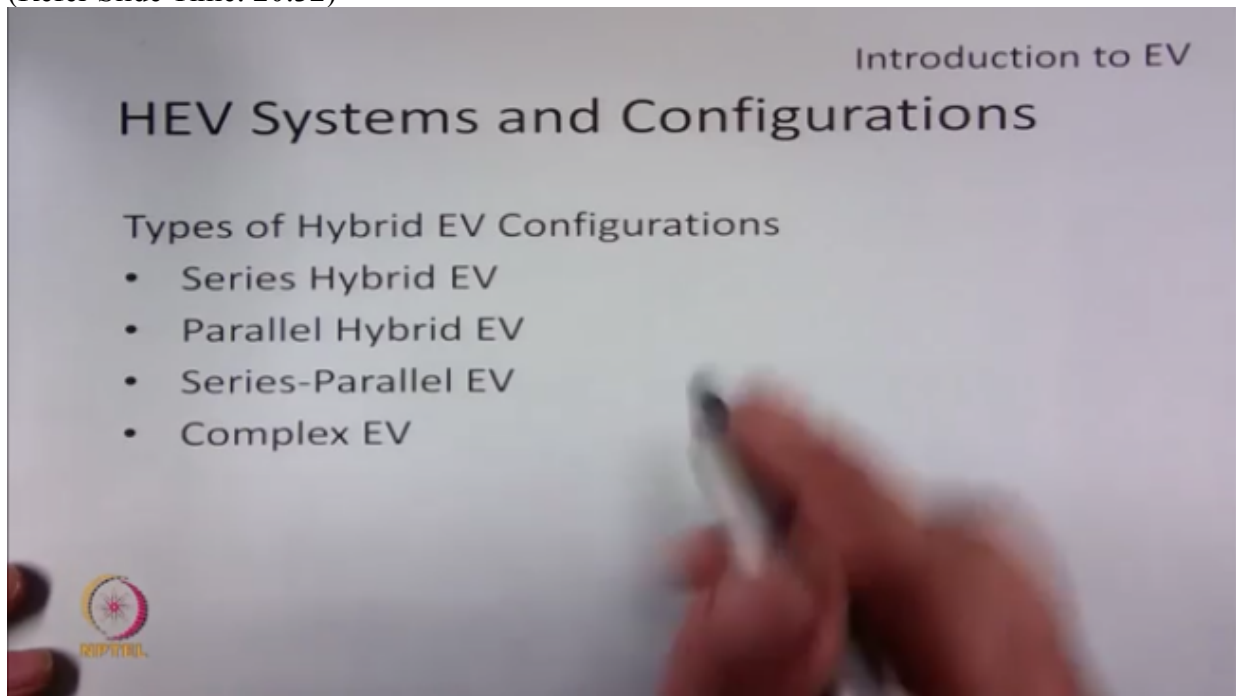 Introduction to EV
HEV Systems and Configurations
Types of Hybrid EV Configurations
• Series Hybrid EV
• Parallel Hybrid EV
• Series-Parallel EV
• Complex EV
NPTEL